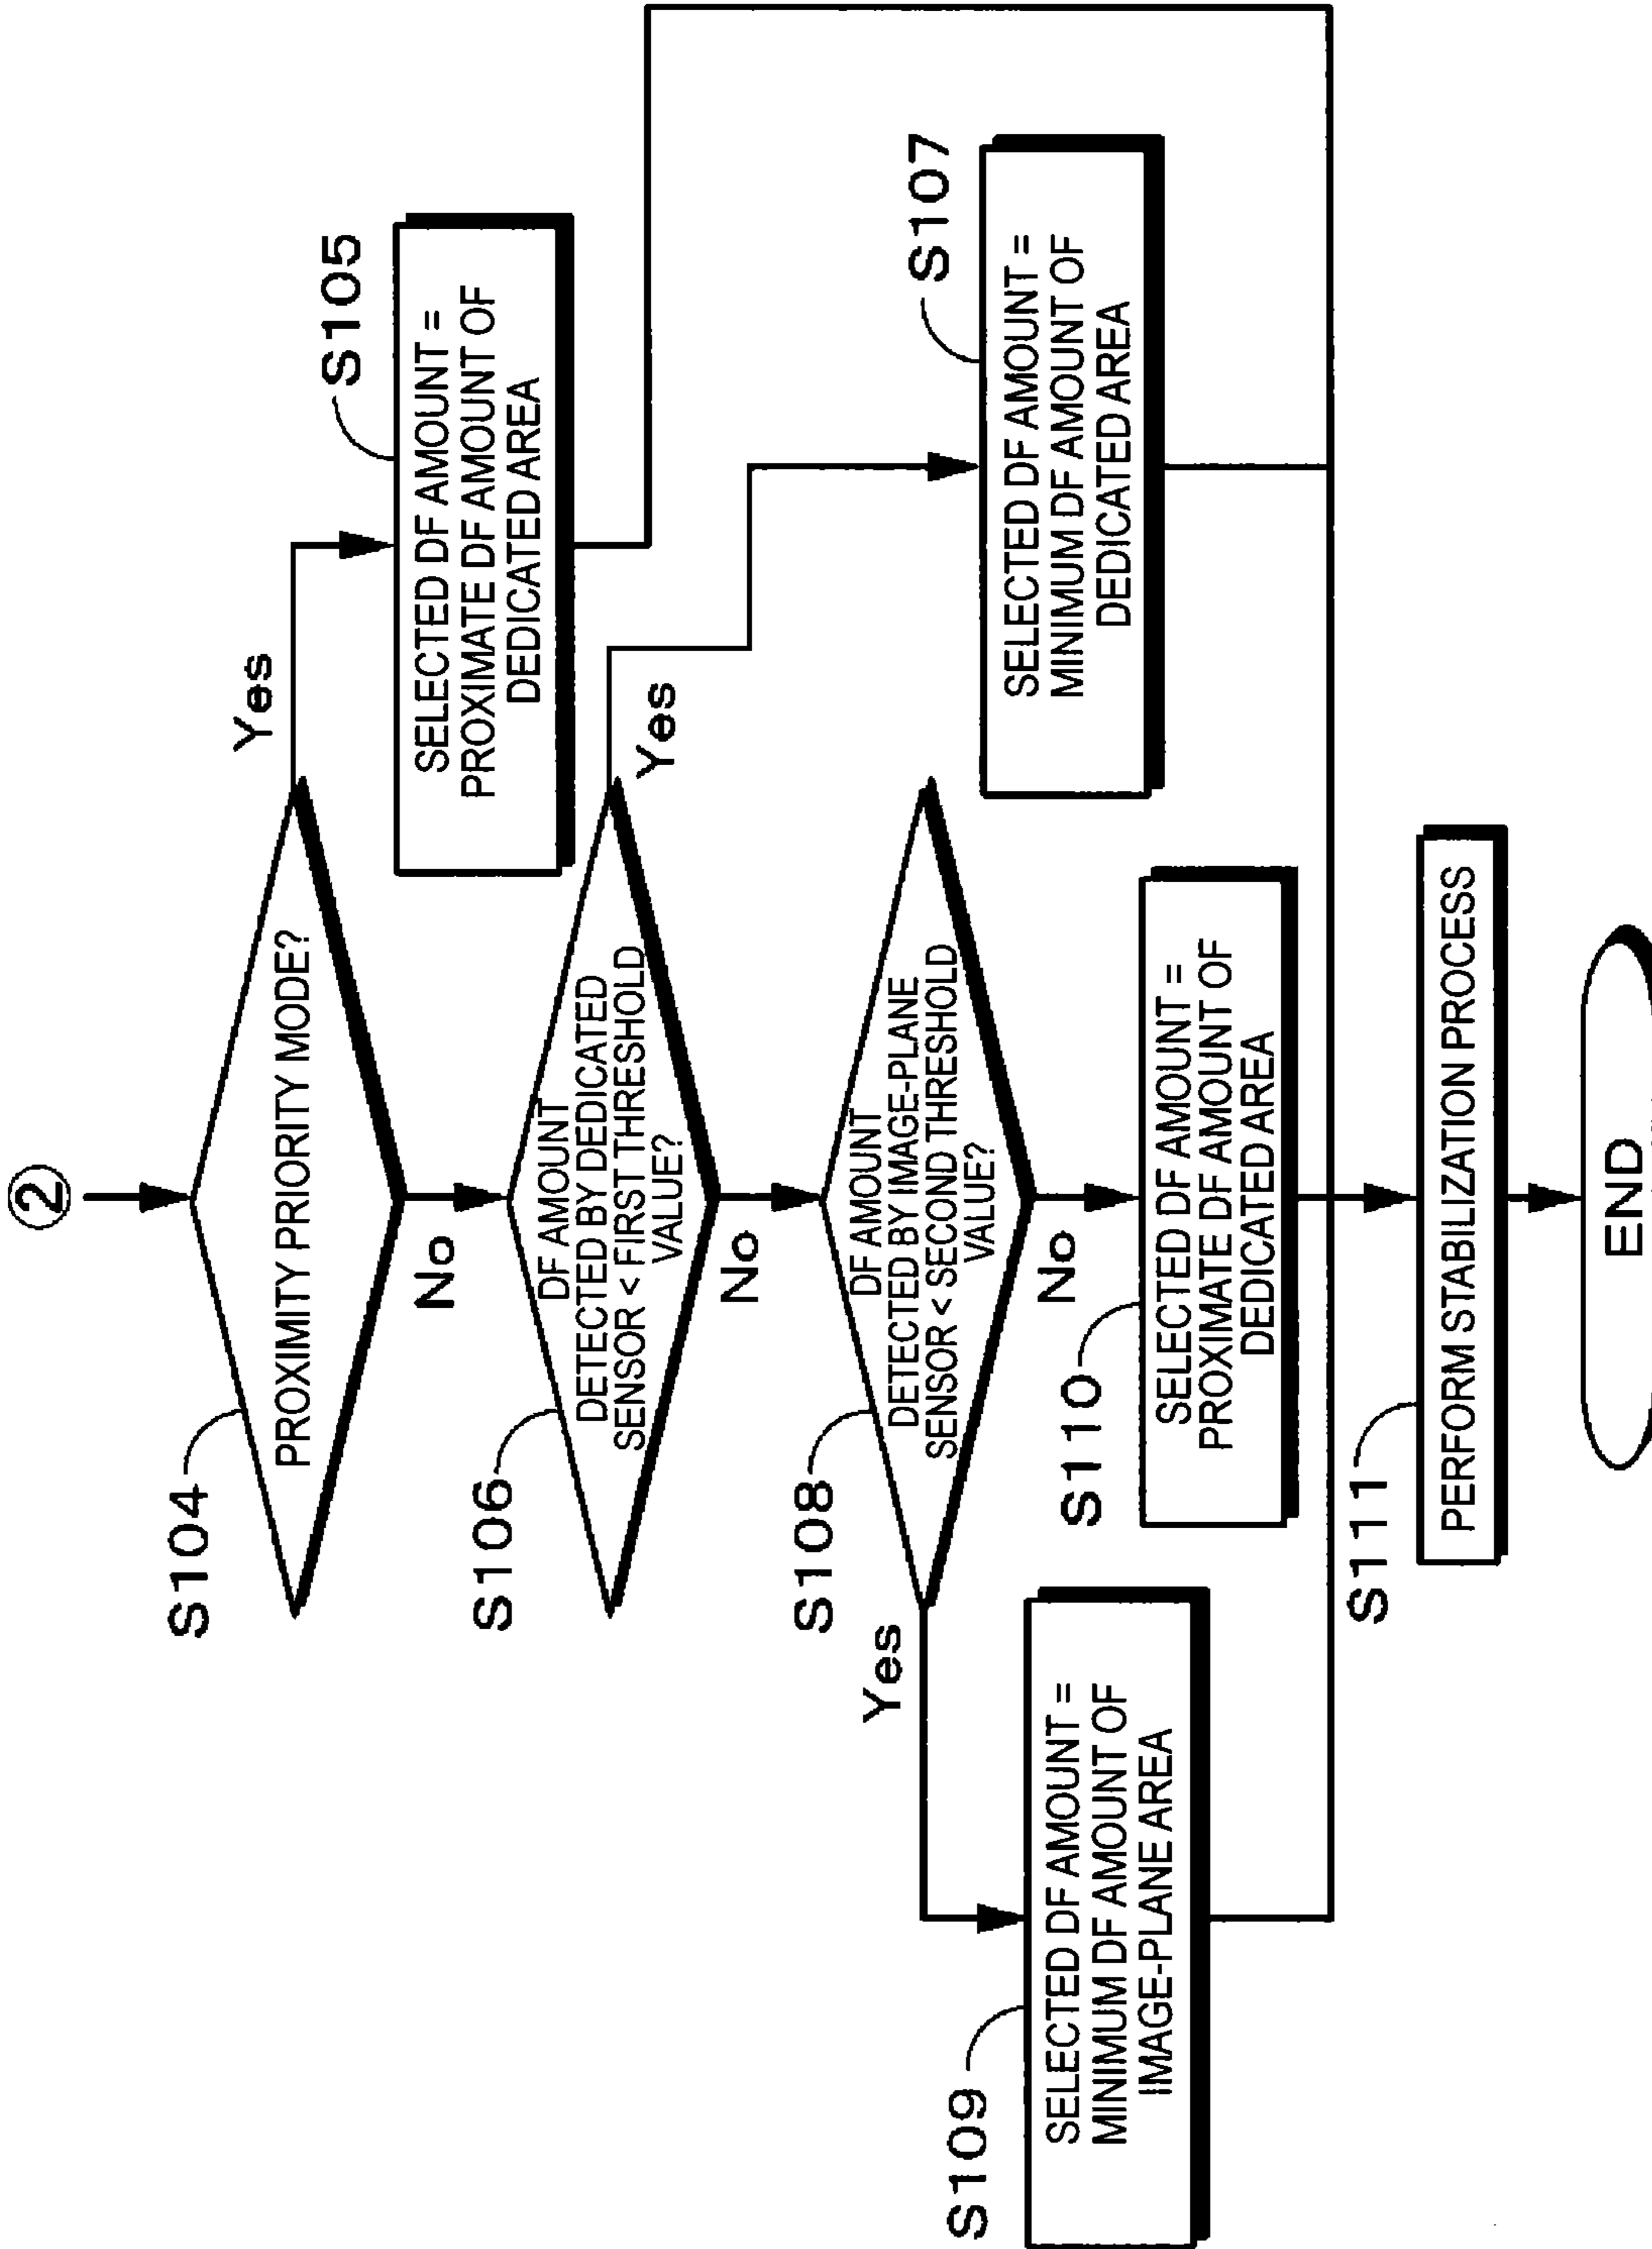 ②
S104
PROXIMITY PRIORITY MODE?
Yes
No
S105
SELECTED DF AMOUNT =
PROXIMATE DF AMOUNT OF
DEDICATED AREA
S106
DF AMOUNT
DETECTED BY DEDICATED
SENSOR < FIRST THRESHOLD
VALUE?
Yes
No
S107
SELECTED DF AMOUNT =
MINIMUM DF AMOUNT OF
DEDICATED AREA
S108
DF AMOUNT
DETECTED BY IMAGE-PLANE
SENSOR < SECOND THRESHOLD
VALUE?
Yes
No
S109
SELECTED DF AMOUNT =
MINIMUM DF AMOUNT OF
IMAGE-PLANE AREA
S110
SELECTED DF AMOUNT =
PROXIMATE DF AMOUNT OF
DEDICATED AREA
S111
PERFORM STABILIZATION PROCESS
END